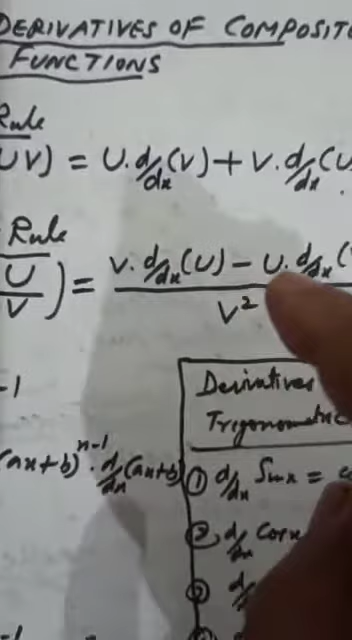 DERIVATIVES OF COMPOSITE
FUNCTIONS
Rule
UV) = U.d/dx(V) + V.d/dx(U
Rule
U/V) = V.d/dx(U) - U.d/dx(V
V²
-1
(ax+b)^n-1 . d/dx(ax+b)
Derivatives
Trigonometric
① d/dx Sinx =
② d/dx Cosx
③ d/